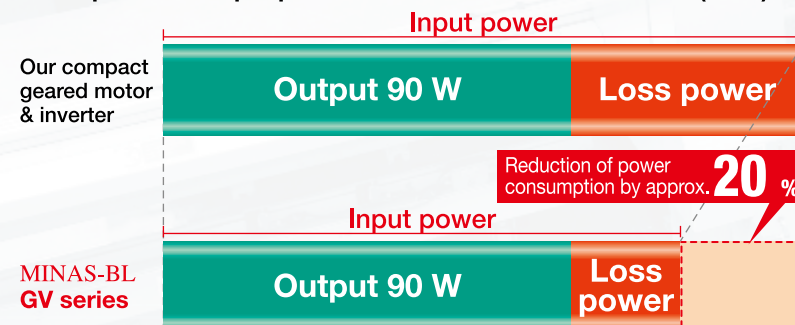 Input power
Our compact
geared motor
& inverter
Output 90 W
Loss power
Reduction of power
consumption by approx. 20 %
Input power
MINAS-BL
GV series
Output 90 W
Loss
power